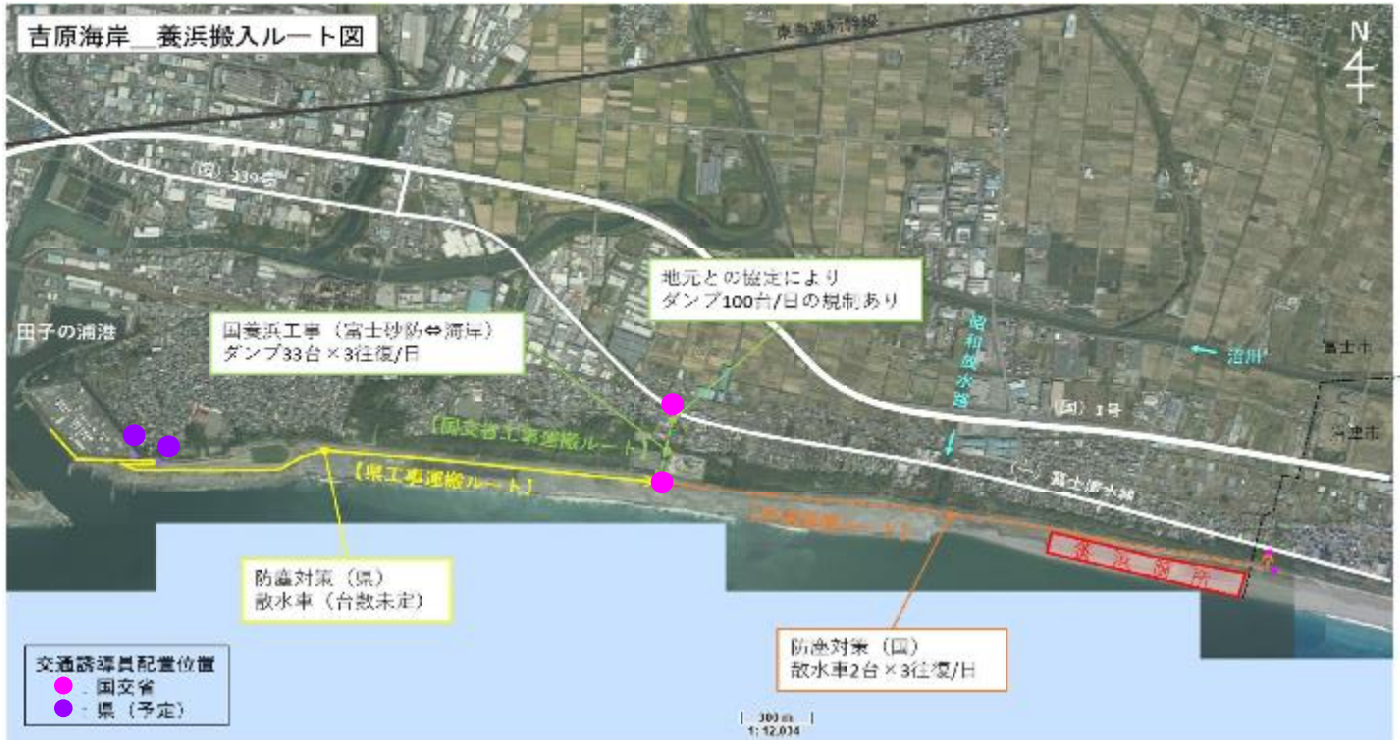 吉原海岸__養浜搬入ルート図
N
東海道新幹線
(国)139号
地元との協定により
ダンプ100台/日の規制あり
国養浜工事(富士砂防⇔海岸)
ダンプ33台×3往復/日
田子の浦港
昭和放水路
沼川
富士市
沼津市
(国)1号
【国交省工事運搬ルート】
【県工事運搬ルート】
(一)富士清水線
養浜箇所
防塵対策(県)
散水車(台数未定)
防塵対策(国)
散水車2台×3往復/日
交通誘導員配置位置
:国交省
:県(予定)
300 m
1: 12,034